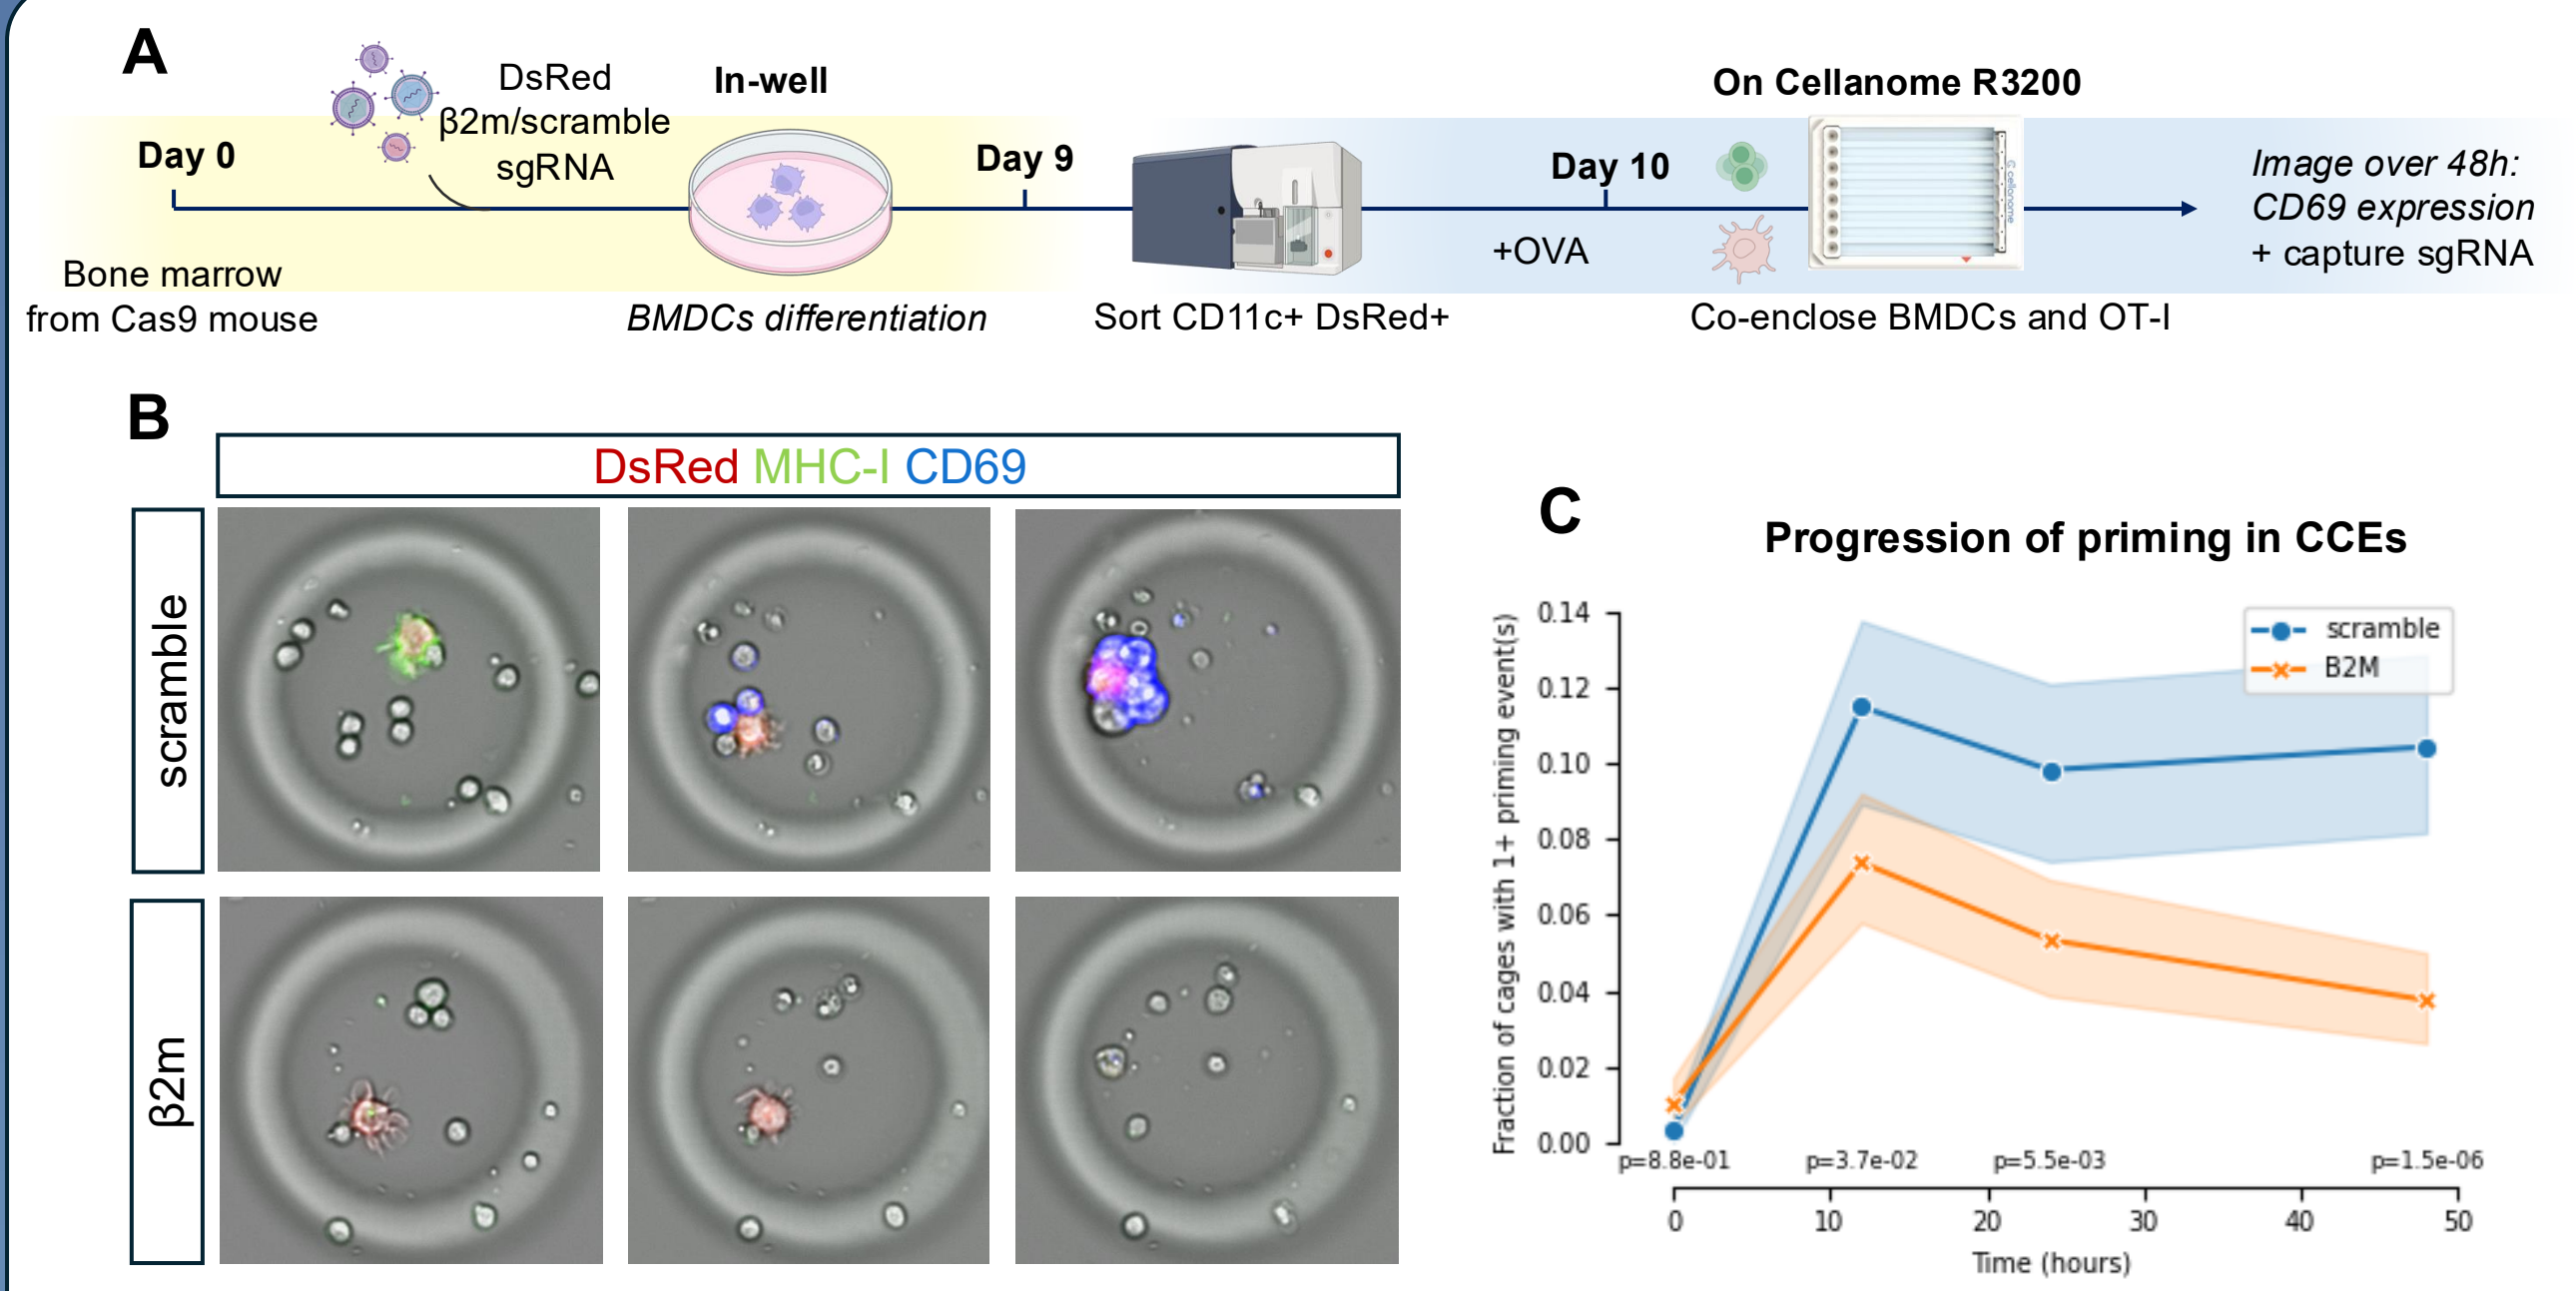 A
DsRed
β2m/scramble
sgRNA
In-well
On Cellanome R3200
Day 0
Day 9
Day 10
Image over 48h:
CD69 expression
+ capture sgRNA
cellanome
+OVA
Bone marrow
from Cas9 mouse
BMDCs differentiation
Sort CD11c+ DsRed+
Co-enclose BMDCs and OT-I
B
DsRed MHC-I CD69
scramble
β2m
C
Progression of priming in CCEs
Fraction of cages with 1+ priming event(s)
0.14
0.12
0.10
0.08
0.06
0.04
0.02
0.00
scramble
B2M
p=8.8e-01
p=3.7e-02
p=5.5e-03
p=1.5e-06
0
10
20
30
40
50
Time (hours)